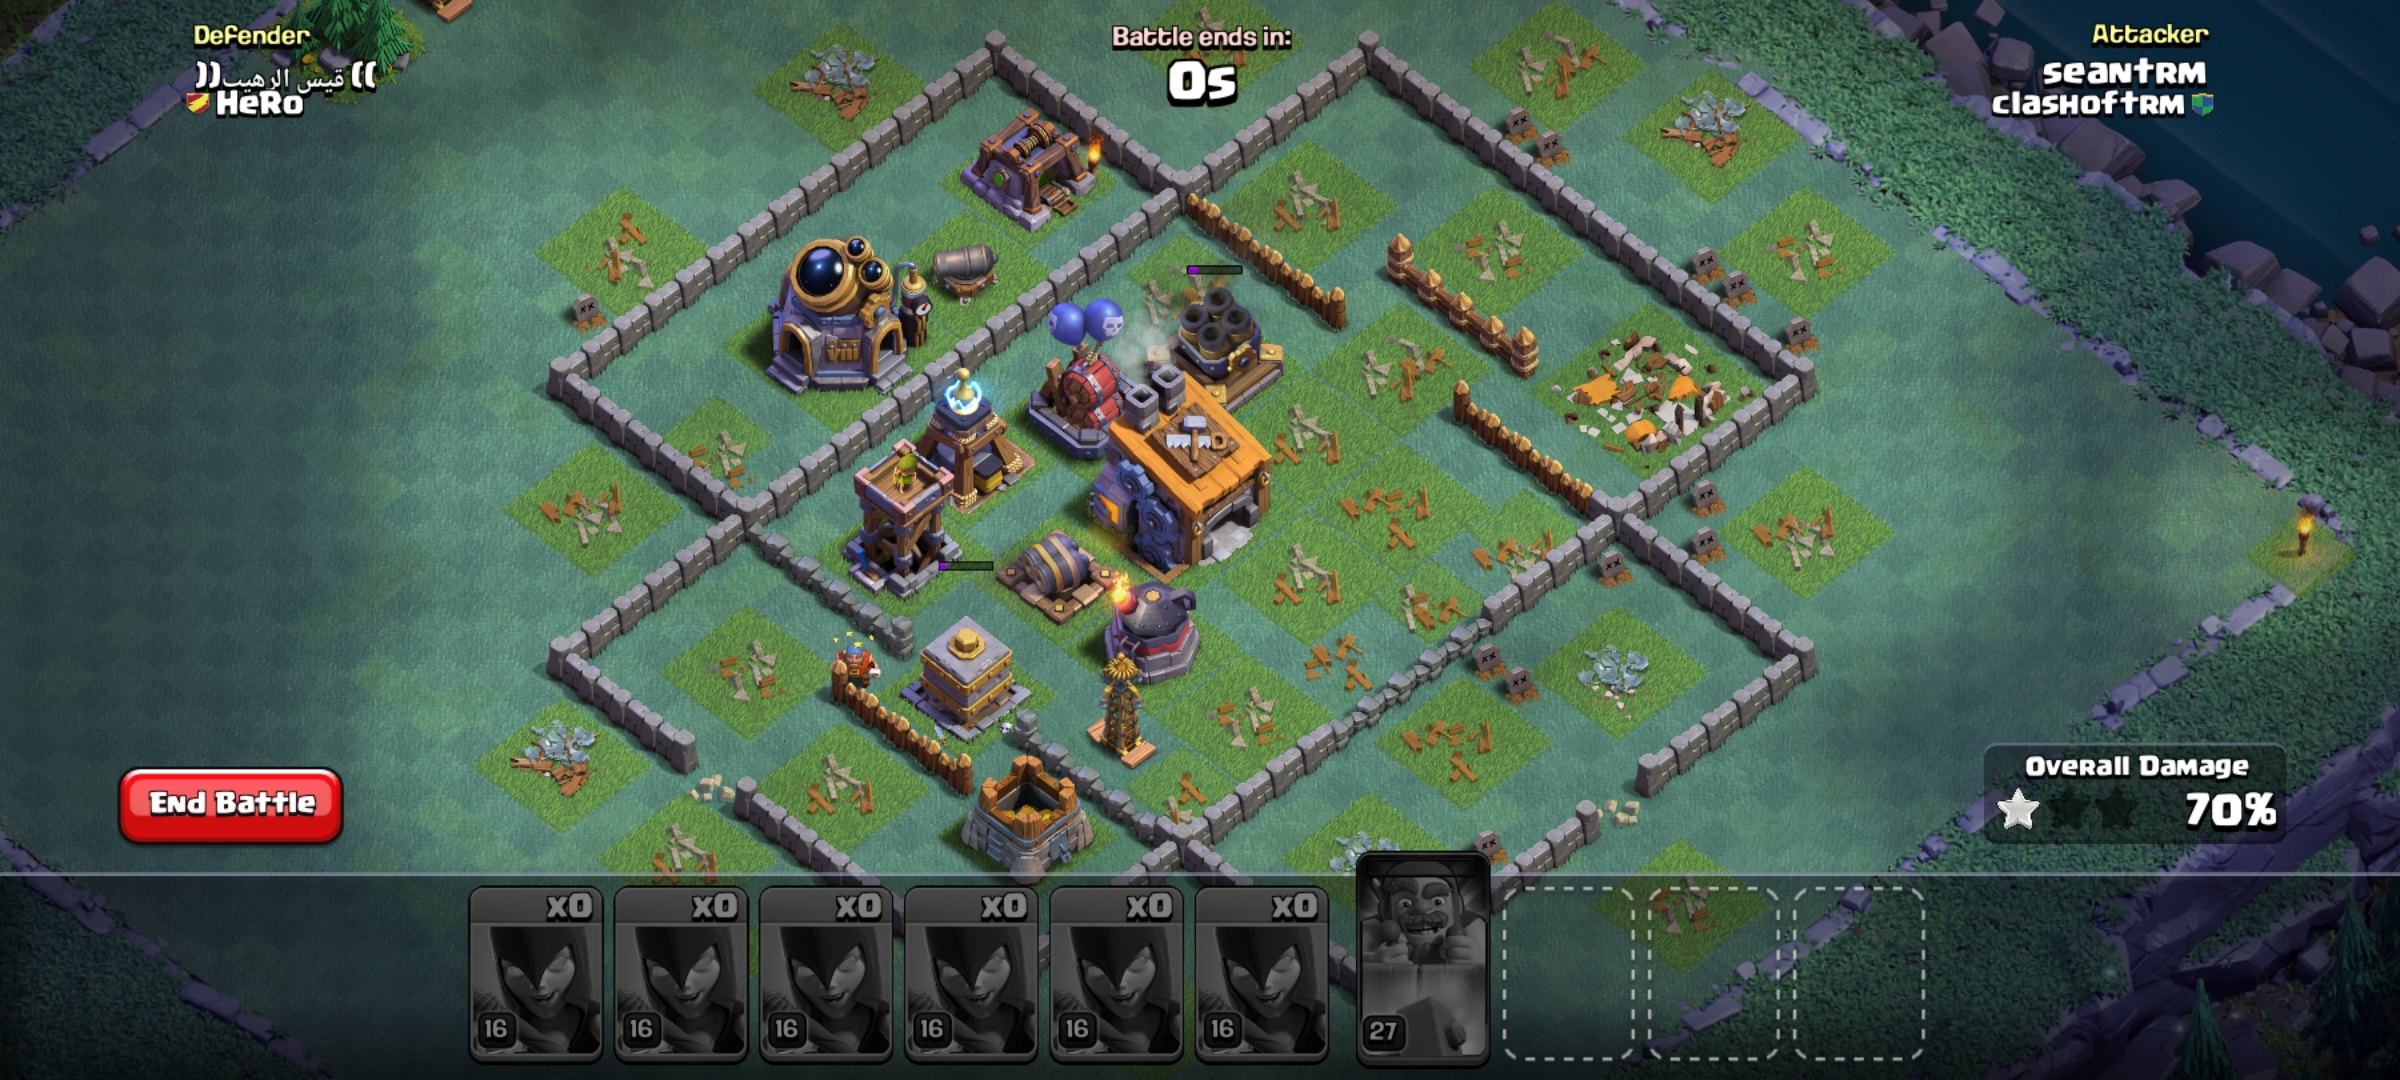 Defender
((قيس الرهيب))
HeRo
Battle ends in:
0s
Attacker
seantRM
clashoftRM
VIII
End Battle
Overall Damage
70%
x0
x0
x0
x0
x0
x0
16
16
16
16
16
16
27